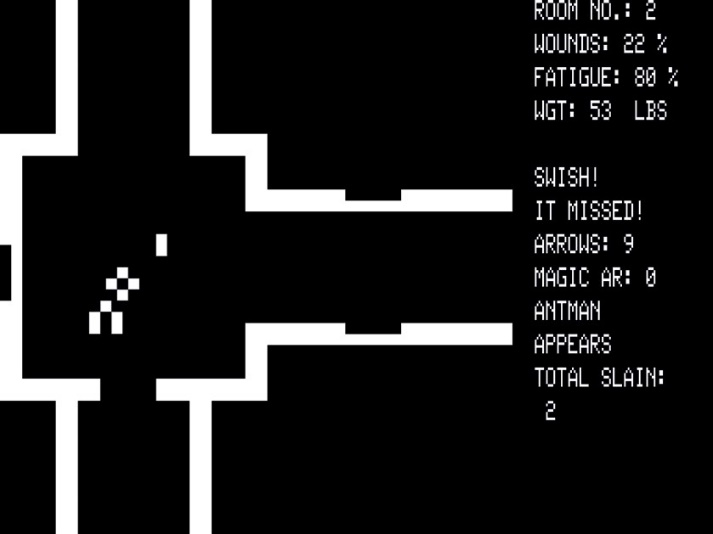 ROOM NO.: 2
WOUNDS: 22 %
FATIGUE: 80 %
WGT: 53 LBS
SWISH!
IT MISSED!
ARROWS: 9
MAGIC AR: 0
ANTMAN
APPEARS
TOTAL SLAIN:
2